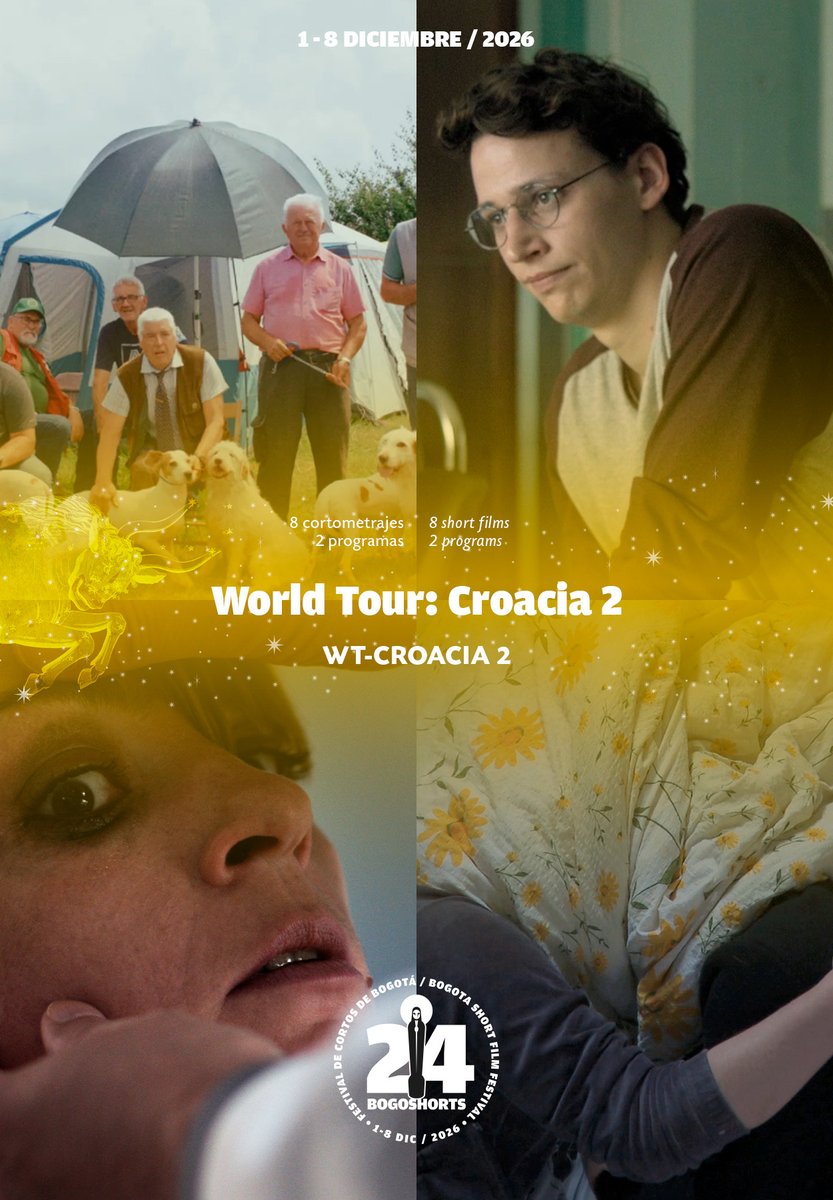 1 - 8 DICIEMBRE / 2026
8 cortometrajes
2 programas
8 short films
2 programs
World Tour: Croacia 2
WT-CROACIA 2
FESTIVAL DE CORTOS DE BOGOTÁ / BOGOTA SHORT FILM FESTIVAL
24
BOGOSHORTS
• 1-8 DIC / 2026 •